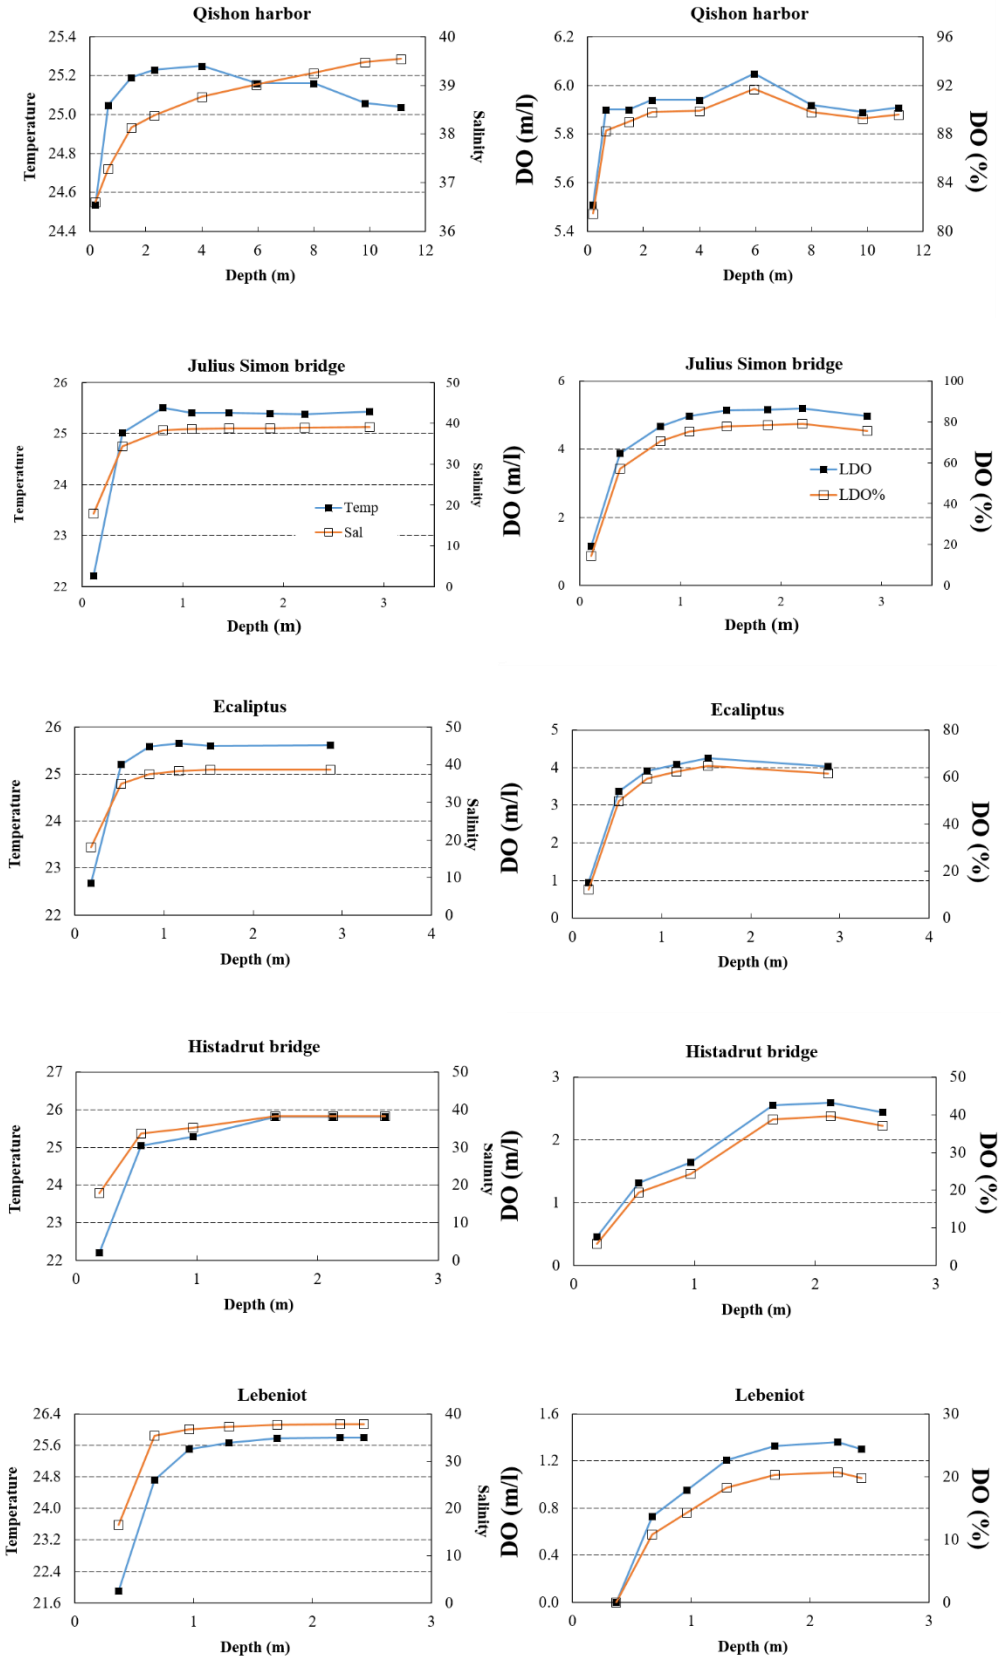 Qishon harbor
25.4
25.2
25.0
24.8
24.6
24.4
40
39
38
37
36
0 2 4 6 8 10 12
Temperature
Salinity
Depth (m)
Qishon harbor
6.2
6.0
5.8
5.6
5.4
96
92
88
84
80
0 2 4 6 8 10 12
DO (m/l)
DO (%)
Depth (m)
Julius Simon bridge
26
25
24
23
22
50
40
30
20
10
0
0 1 2 3
Temperature
Salinity
Temp
Sal
Depth (m)
Julius Simon bridge
6
4
2
0
100
80
60
40
20
0
0 1 2 3
DO (m/l)
DO (%)
LDO
LDO%
Depth (m)
Ecaliptus
26
25
24
23
22
50
40
30
20
10
0
0 1 2 3 4
Temperature
Salinity
Depth (m)
Ecaliptus
5
4
3
2
1
0
80
60
40
20
0
0 1 2 3 4
DO (m/l)
DO (%)
Depth (m)
Histadrut bridge
27
26
25
24
23
22
50
40
30
20
10
0
0 1 2 3
Temperature
Salinity
Depth (m)
Histadrut bridge
3
2
1
0
50
40
30
20
10
0
0 1 2 3
DO (m/l)
DO (%)
Depth (m)
Lebeniot
26.4
25.6
24.8
24.0
23.2
22.4
21.6
40
30
20
10
0
0 1 2 3
Temperature
Salinity
Depth (m)
Lebeniot
1.6
1.2
0.8
0.4
0.0
30
20
10
0
0 1 2 3
DO (m/l)
DO (%)
Depth (m)